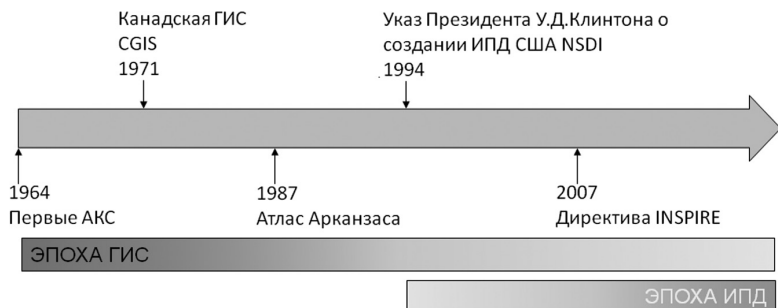 Канадская ГИС
CGIS
1971
Указ Президента У.Д.Клинтона о
создании ИПД США NSDI
1994
1964
Первые АКС
1987
Атлас Арканзаса
2007
Директива INSPIRE
ЭПОХА ГИС
ЭПОХА ИПД